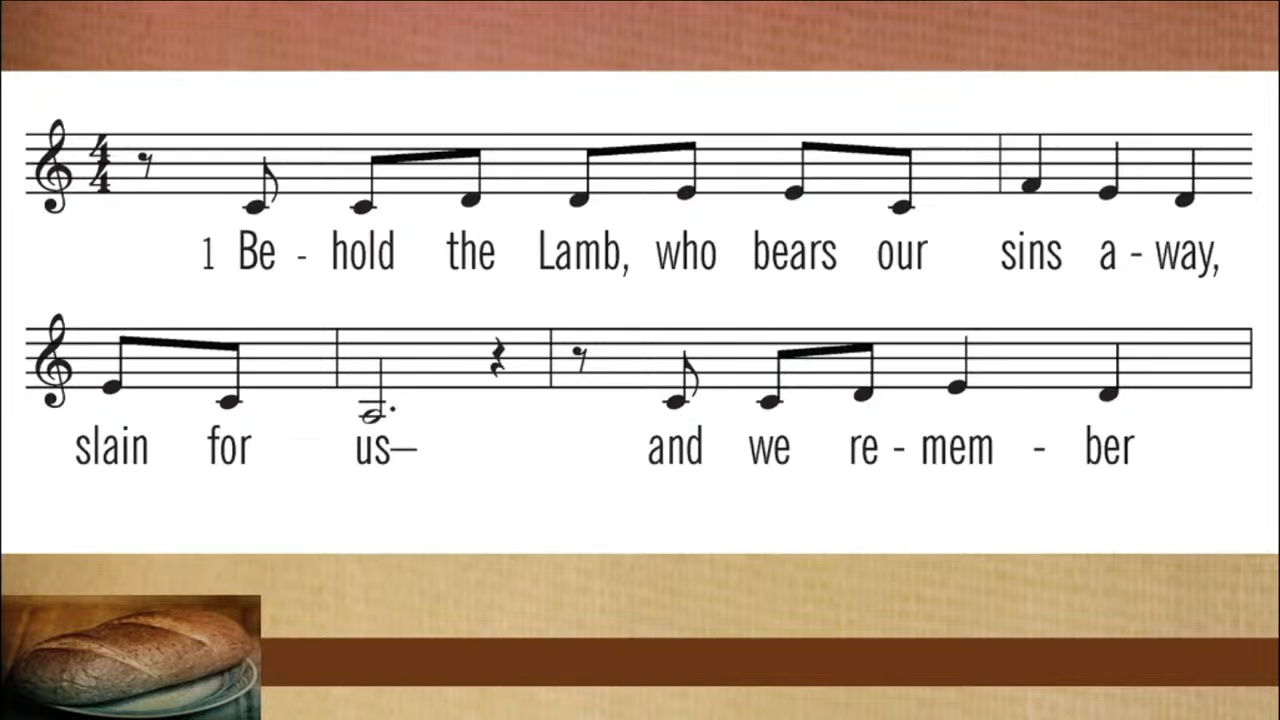 1 Be - hold the Lamb, who bears our sins a - way,
slain for us— and we re - mem - ber